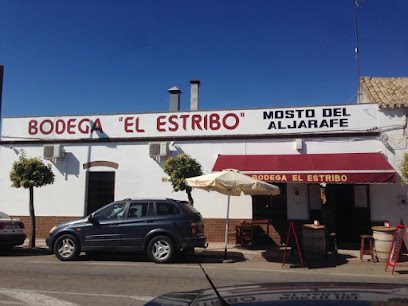 BODEGA "EL ESTRIBO"
MOSTO DEL
ALJARAFE
BODEGA EL ESTRIBO